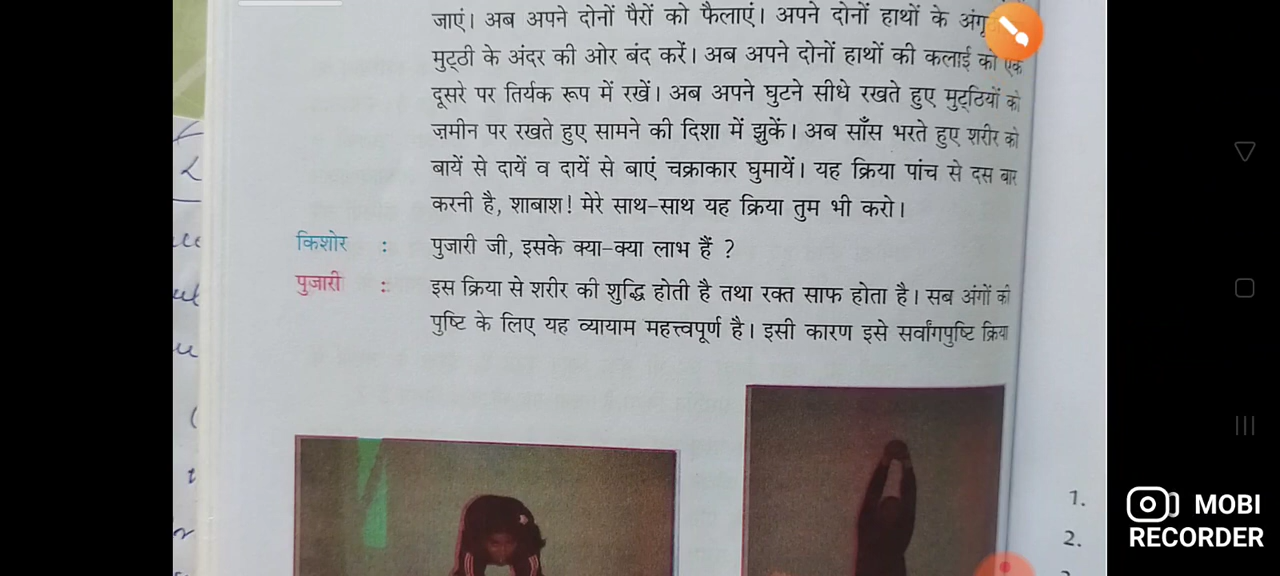 जाएं। अब अपने दोनों पैरों को फैलाएं। अपने दोनों हाथों के
मुट्ठी के अंदर की ओर बंद करें। अब अपने दोनों हाथों की कलाई को एक
दूसरे पर तिर्यक रूप में रखें। अब अपने घुटने सीधे रखते हुए मुट्ठियों को
ज़मीन पर रखते हुए सामने की दिशा में झुकें। अब साँस भरते हुए शरीर को
बायें से दायें व दायें से बाएं चक्राकार घुमायें। यह क्रिया पांच से दस बार
करनी है, शाबाश! मेरे साथ-साथ यह क्रिया तुम भी करो।
किशोर : पुजारी जी, इसके क्या-क्या लाभ हैं ?
पुजारी : इस क्रिया से शरीर की शुद्धि होती है तथा रक्त साफ होता है। सब अंगों की
पुष्टि के लिए यह व्यायाम महत्त्वपूर्ण है। इसी कारण इसे सर्वांगपुष्टि क्रिया
1.
2.
MOBI
RECORDER